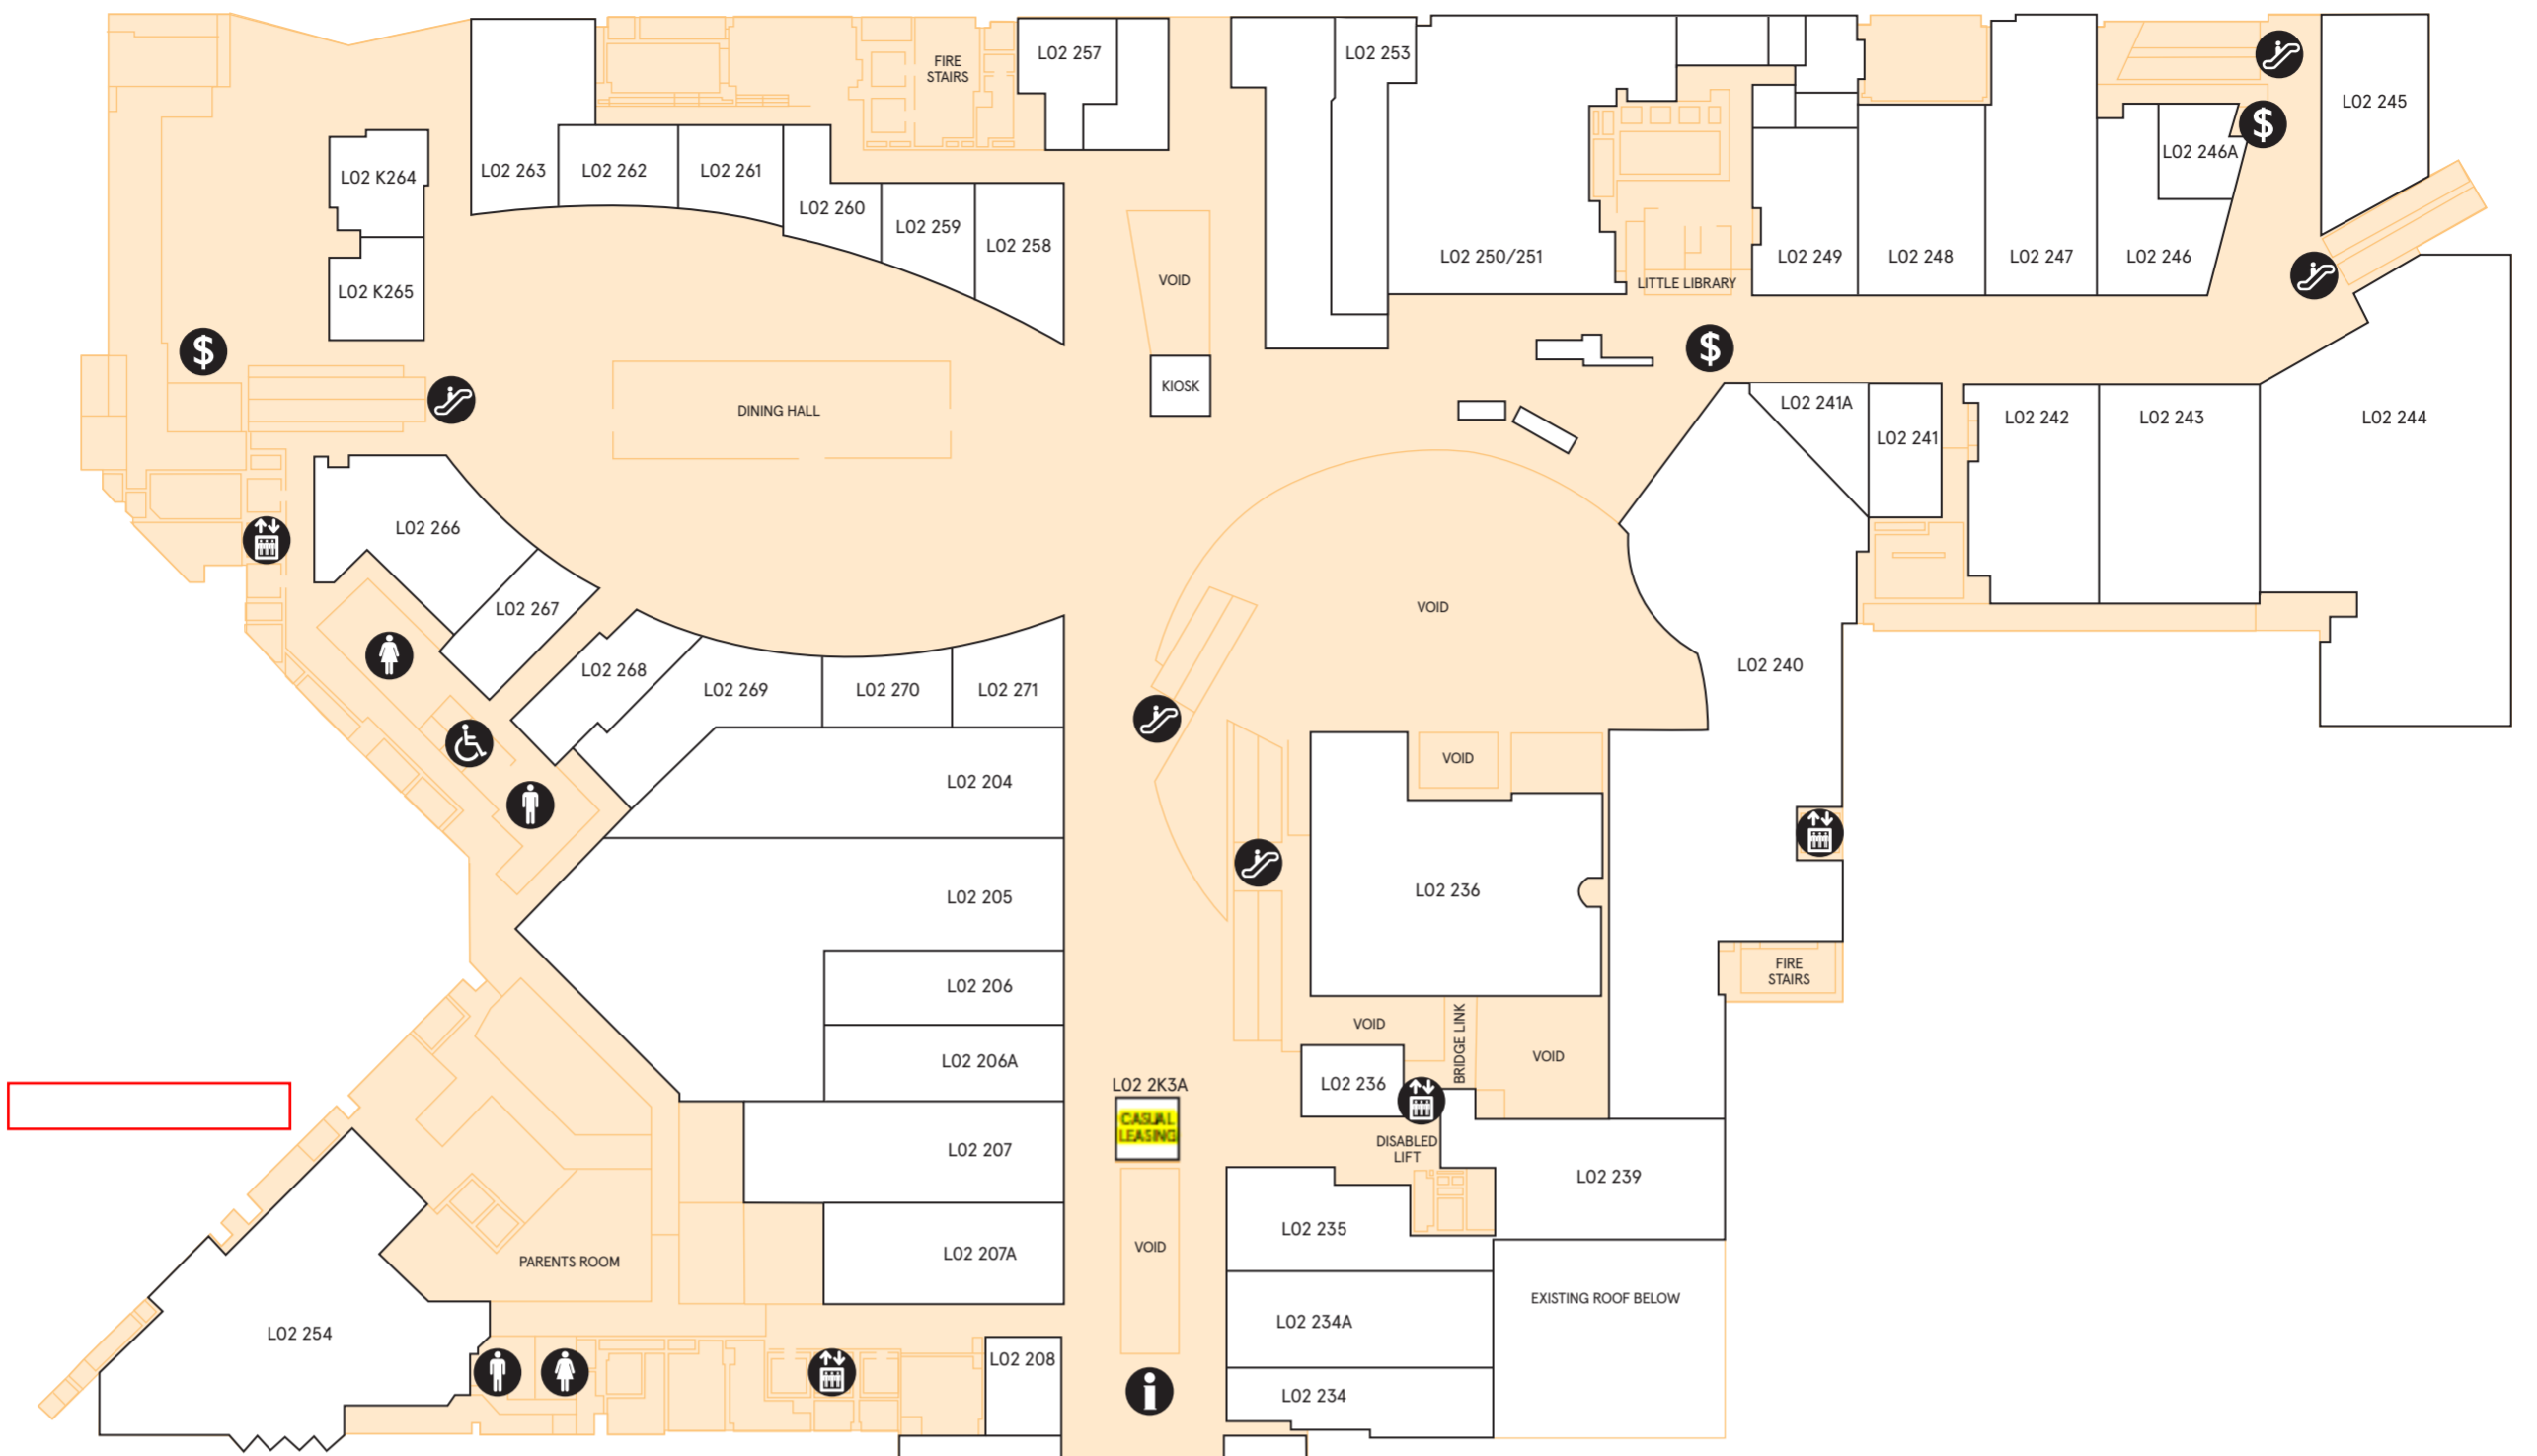 FIRE
STAIRS
L02 257
L02 253
L02 245
L02 246A
L02 K264
L02 263
L02 262
L02 261
L02 260
L02 259
L02 258
VOID
L02 250/251
LITTLE LIBRARY
L02 249
L02 248
L02 247
L02 246
L02 K265
$
$
$
KIOSK
DINING HALL
L02 241A
L02 241
L02 242
L02 243
L02 244
L02 266
L02 267
VOID
L02 268
L02 269
L02 270
L02 271
L02 240
VOID
L02 204
L02 205
L02 236
L02 206
FIRE
STAIRS
VOID
BRIDGE LINK
VOID
L02 206A
L02 2K3A
L02 236
CASUAL
LEASING
DISABLED
LIFT
L02 207
L02 239
L02 235
L02 207A
VOID
PARENTS ROOM
EXISTING ROOF BELOW
L02 254
L02 234A
L02 208
i
L02 234